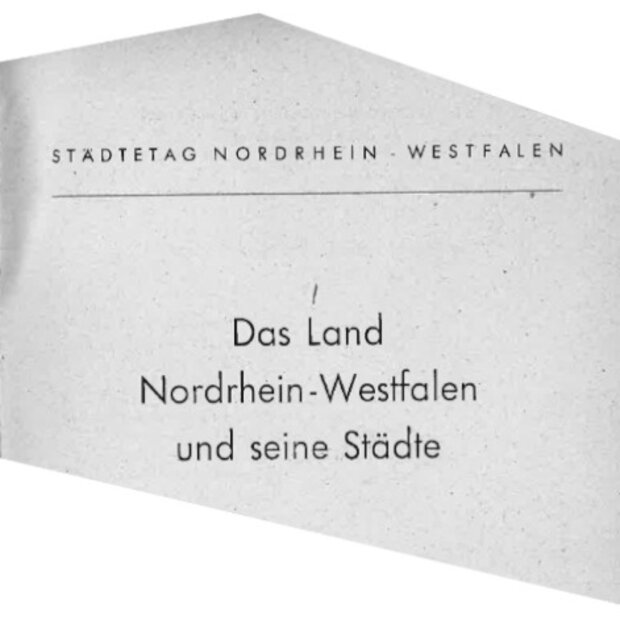 STÄDTETAG NORDRHEIN - WESTFALEN
Das Land
Nordrhein-Westfalen
und seine Städte